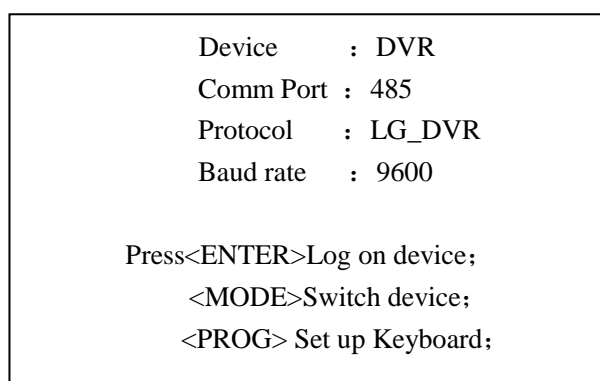 Device ：DVR
Comm Port ：485
Protocol ：LG_DVR
Baud rate ：9600
Press<ENTER>Log on device；
<MODE>Switch device；
<PROG> Set up Keyboard；